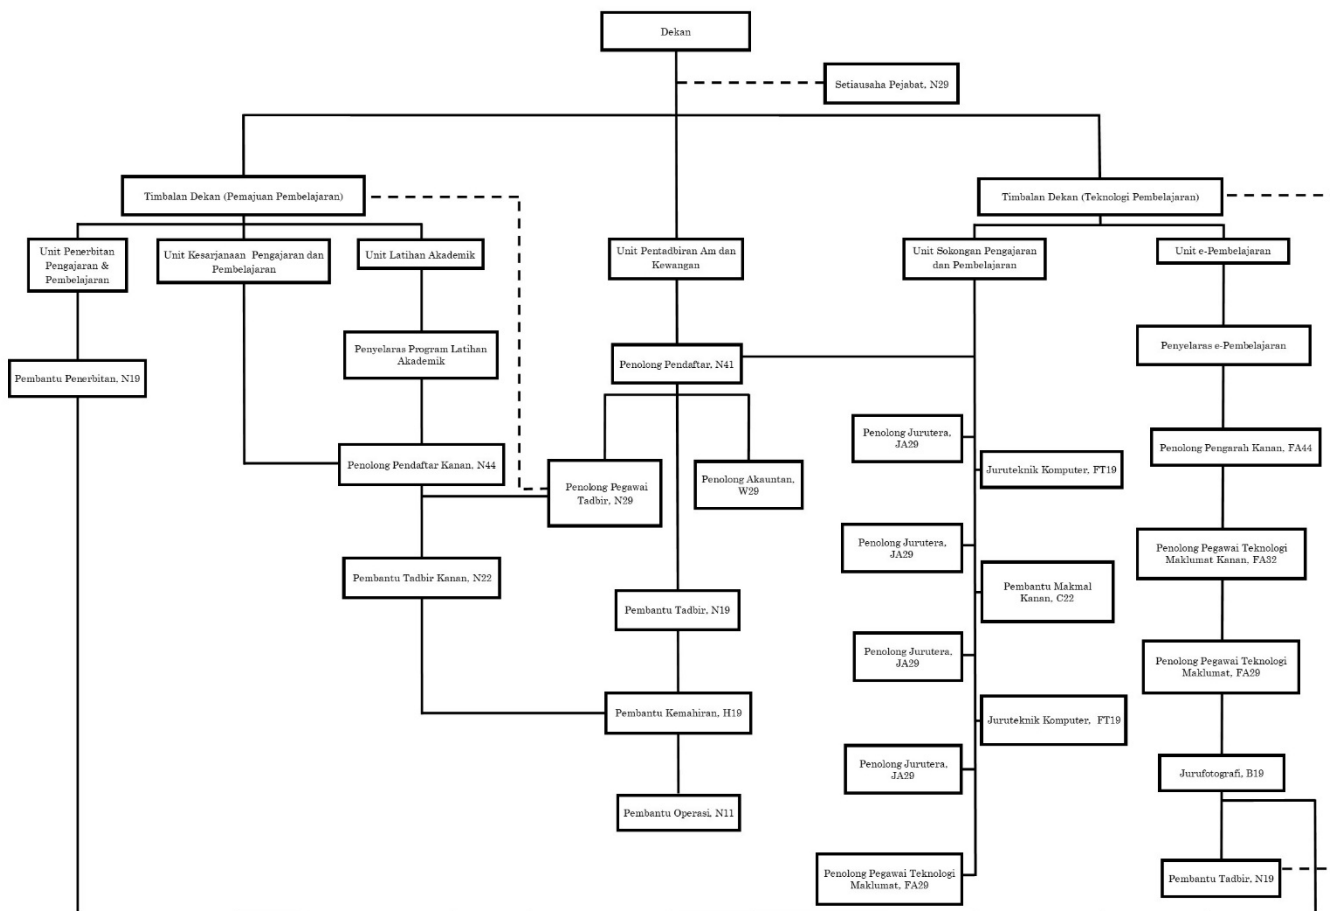 Dekan
Setiausaha Pejabat, N29
Timbalan Dekan (Pemajuan Pembelajaran)
Timbalan Dekan (Teknologi Pembelajaran)
Unit Penerbitan
Pengajaran &
Pembelajaran
Unit Kesarjanaan Pengajaran dan
Pembelajaran
Unit Latihan Akademik
Unit Pentadbiran Am dan
Kewangan
Unit Sokongan Pengajaran
dan Pembelajaran
Unit e-Pembelajaran
Pembantu Penerbitan, N19
Penyelaras Program Latihan
Akademik
Penolong Pendaftar, N41
Penyelaras e-Pembelajaran
Penolong Pendaftar Kanan, N44
Penolong Pegawai
Tadbir, N29
Penolong Akauntan,
W29
Penolong Jurutera,
JA29
Juruteknik Komputer, FT19
Penolong Pengarah Kanan, FA44
Pembantu Tadbir Kanan, N22
Penolong Jurutera,
JA29
Penolong Pegawai Teknologi
Maklumat Kanan, FA32
Pembantu Tadbir, N19
Pembantu Makmal
Kanan, C22
Penolong Jurutera,
JA29
Penolong Pegawai Teknologi
Maklumat, FA29
Pembantu Kemahiran, H19
Juruteknik Komputer, FT19
Penolong Jurutera,
JA29
Jurufotografi, B19
Pembantu Operasi, N11
Penolong Pegawai Teknologi
Maklumat, FA29
Pembantu Tadbir, N19